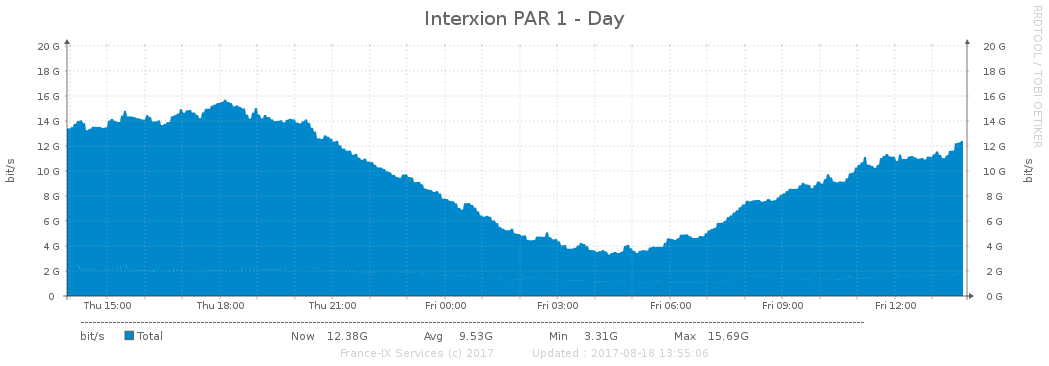 Interxion PAR 1 - Day
RRDTOOL / TOBI OETIKER
bit/s
20 G
18 G
16 G
14 G
12 G
10 G
8 G
6 G
4 G
2 G
0
20 G
18 G
16 G
14 G
12 G
10 G
8 G
6 G
4 G
2 G
0 G
bit/s
Thu 15:00 Thu 18:00 Thu 21:00 Fri 00:00 Fri 03:00 Fri 06:00 Fri 09:00 Fri 12:00
bit/s Total Now 12.38G Avg 9.53G Min 3.31G Max 15.69G
France-IX Services (c) 2017 Updated : 2017-08-18 13:55:06